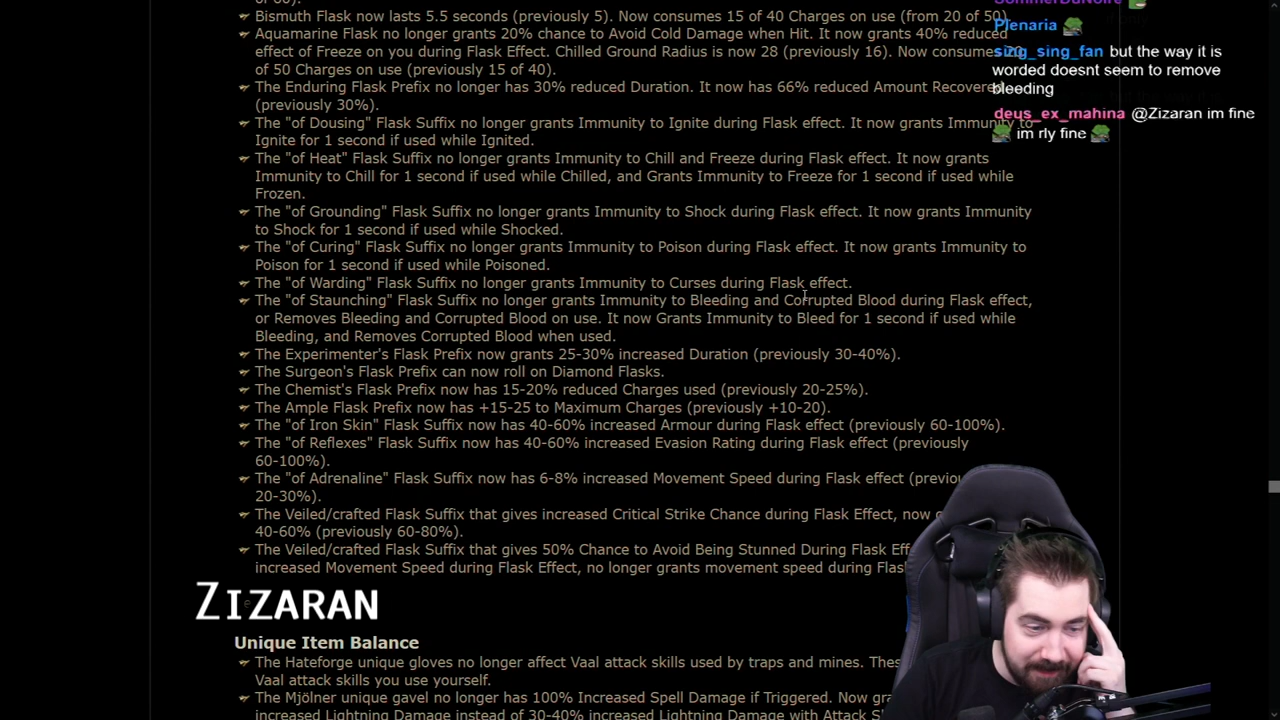 of 60).
Bismuth Flask now lasts 5.5 seconds (previously 5). Now consumes 15 of 40 Charges on use (from 20 of 50).
Aquamarine Flask no longer grants 20% chance to Avoid Cold Damage when Hit. It now grants 40% reduced
effect of Freeze on you during Flask Effect. Chilled Ground Radius is now 28 (previously 16). Now consumes
of 50 Charges on use (previously 15 of 40).
The Enduring Flask Prefix no longer has 30% reduced Duration. It now has 66% reduced Amount Recovered
(previously 30%).
The "of Dousing" Flask Suffix no longer grants Immunity to Ignite during Flask effect. It now grants Immunity to
Ignite for 1 second if used while Ignited.
The "of Heat" Flask Suffix no longer grants Immunity to Chill and Freeze during Flask effect. It now grants
Immunity to Chill for 1 second if used while Chilled, and Grants Immunity to Freeze for 1 second if used while
Frozen.
The "of Grounding" Flask Suffix no longer grants Immunity to Shock during Flask effect. It now grants Immunity
to Shock for 1 second if used while Shocked.
The "of Curing" Flask Suffix no longer grants Immunity to Poison during Flask effect. It now grants Immunity to
Poison for 1 second if used while Poisoned.
The "of Warding" Flask Suffix no longer grants Immunity to Curses during Flask effect.
The "of Staunching" Flask Suffix no longer grants Immunity to Bleeding and Corrupted Blood during Flask effect,
or Removes Bleeding and Corrupted Blood on use. It now Grants Immunity to Bleed for 1 second if used while
Bleeding, and Removes Corrupted Blood when used.
The Experimenter's Flask Prefix now grants 25-30% increased Duration (previously 30-40%).
The Surgeon's Flask Prefix can now roll on Diamond Flasks.
The Chemist's Flask Prefix now has 15-20% reduced Charges used (previously 20-25%).
The Ample Flask Prefix now has +15-25 to Maximum Charges (previously +10-20).
The "of Iron Skin" Flask Suffix now has 40-60% increased Armour during Flask effect (previously 60-100%).
The "of Reflexes" Flask Suffix now has 40-60% increased Evasion Rating during Flask effect (previously
60-100%).
The "of Adrenaline" Flask Suffix now has 6-8% increased Movement Speed during Flask effect (previou
20-30%).
The Veiled/crafted Flask Suffix that gives increased Critical Strike Chance during Flask Effect, now
40-60% (previously 60-80%).
The Veiled/crafted Flask Suffix that gives 50% Chance to Avoid Being Stunned During Flask Eff
increased Movement Speed during Flask Effect, no longer grants movement speed during Flas
ZIZARAN
Unique Item Balance
The Hateforge unique gloves no longer affect Vaal attack skills used by traps and mines. Thes
Vaal attack skills you use yourself.
The Mjölner unique gavel no longer has 100% Increased Spell Damage if Triggered. Now gra
increased Lightning Damage instead of 30-40% increased Lightning Damage with Attack S
SommerDuNoire
Plenaria
sing_sing_fan but the way it is
worded doesnt seem to remove
bleeding
deus_ex_mahina @Zizaran im fine
im rly fine